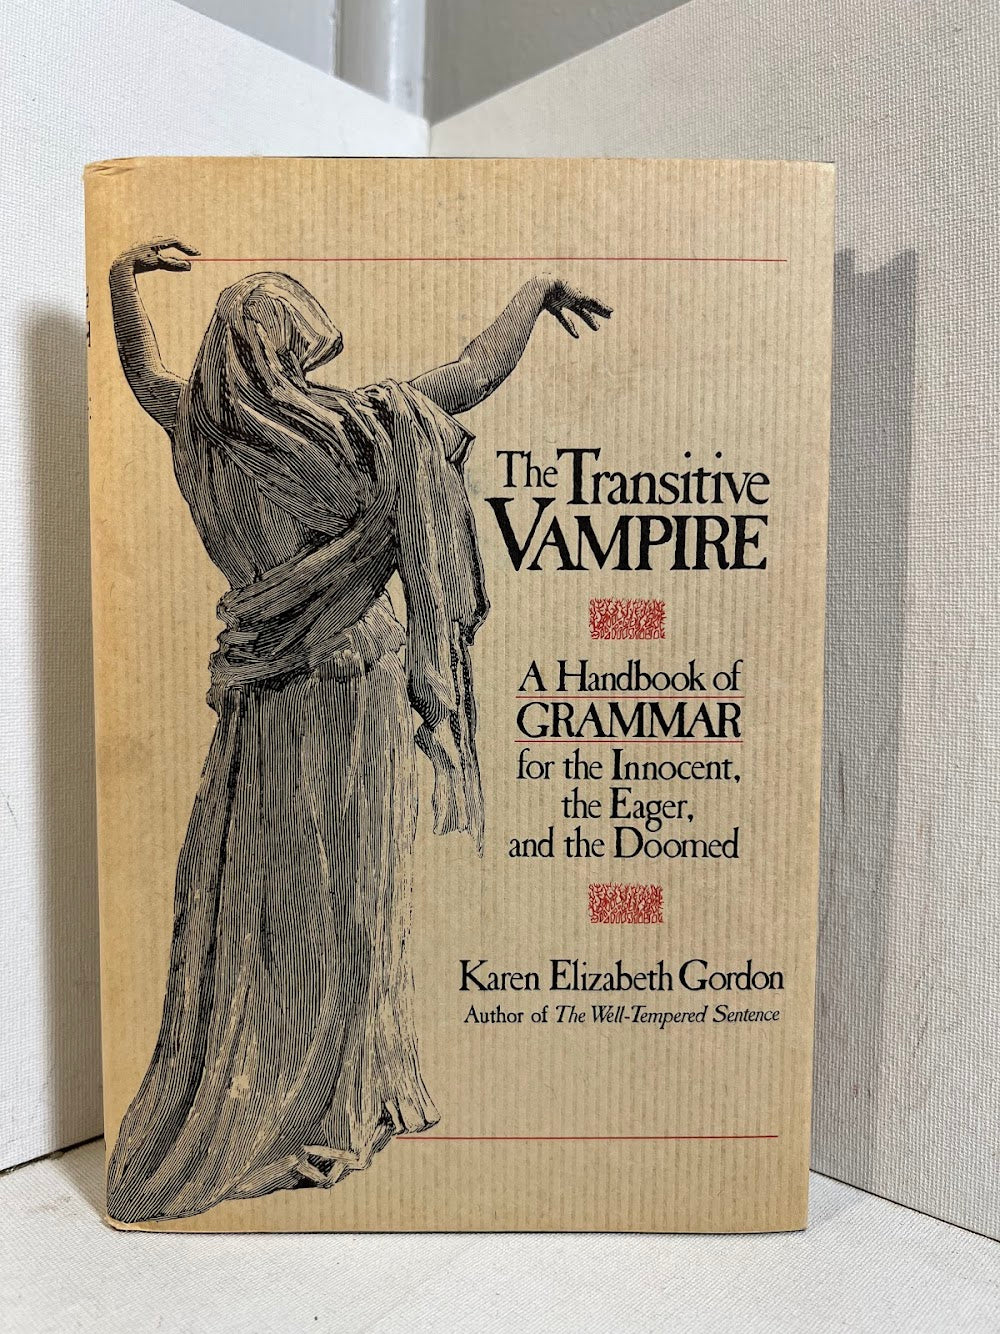 The Transitive
VAMPIRE
A Handbook of
GRAMMAR
for the Innocent,
the Eager,
and the Doomed
Karen Elizabeth Gordon
Author of The Well-Tempered Sentence